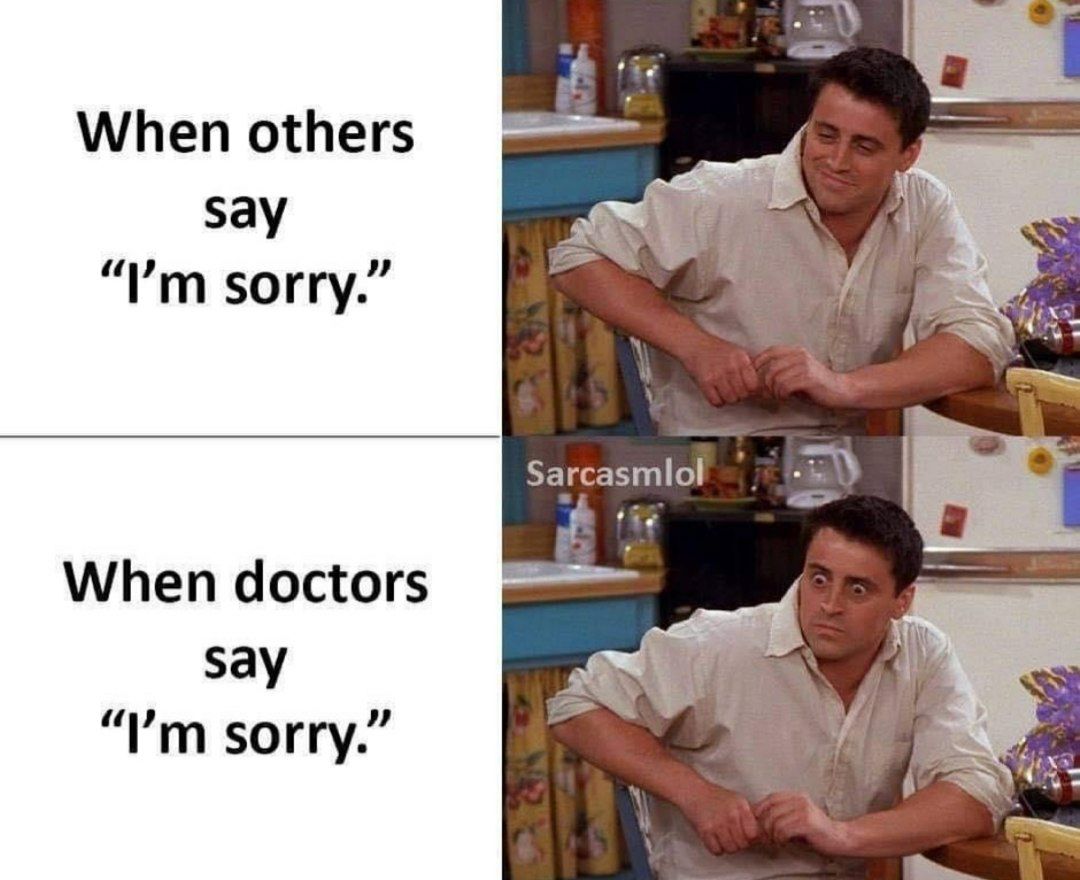 When others
say
“I’m sorry.”
Sarcasmlol
When doctors
say
“I’m sorry.”